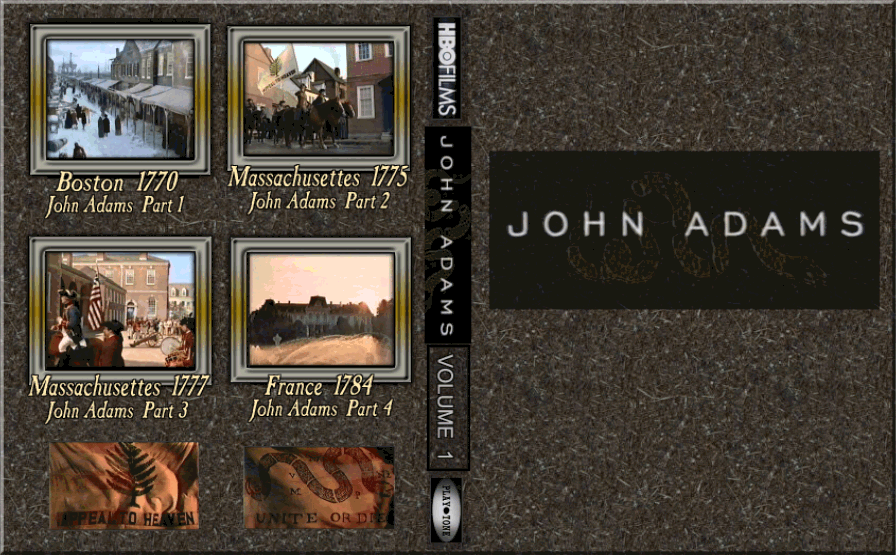 Boston 1770
John Adams Part 1
Massachusettes 1775
John Adams Part 2
Massachusettes 1777
John Adams Part 3
France 1784
John Adams Part 4
APPEAL TO HEAVEN
UNITE OR DIE
HBO FILMS
JOHN ADAMS
VOLUME 1
PLAY•TONE
JOHN ADAMS